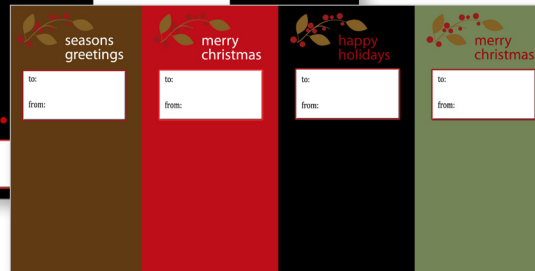 seasons
greetings
to:
from:
merry
christmas
to:
from:
happy
holidays
to:
from:
merry
christmas
to:
from: